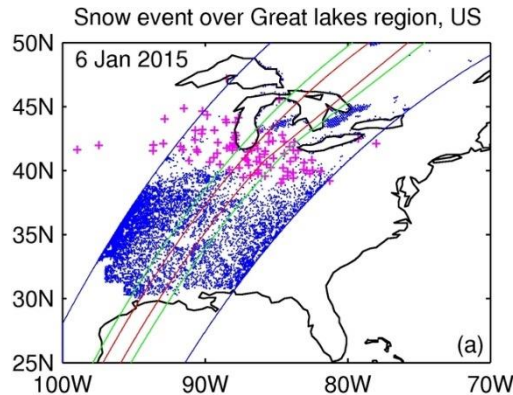 Snow event over Great lakes region, US
50N
6 Jan 2015
45N
40N
35N
30N
25N
(a)
100W 90W 80W 70W